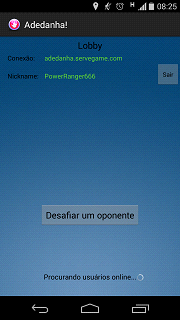 H 08:25
Adedanha!
Lobby
Conexão: adedanha.servegame.com
Nickname: PowerRanger666
Sair
Desafiar um oponente
Procurando usuários online...